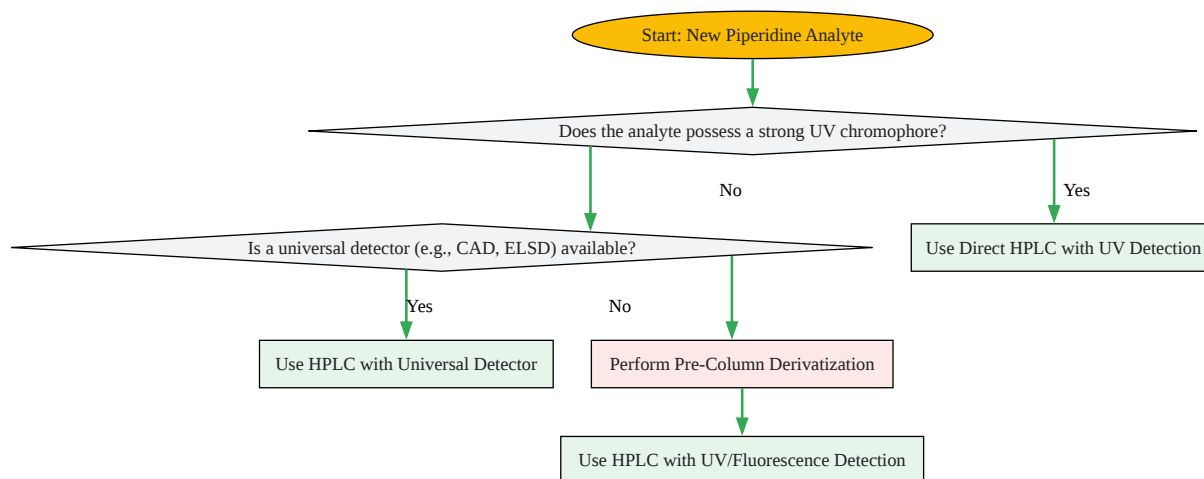 Start: New Piperidine Analyte
Does the analyte possess a strong UV chromophore?
No
Yes
Is a universal detector (e.g., CAD, ELSD) available?
Use Direct HPLC with UV Detection
Yes
No
Use HPLC with Universal Detector
Perform Pre-Column Derivatization
Use HPLC with UV/Fluorescence Detection